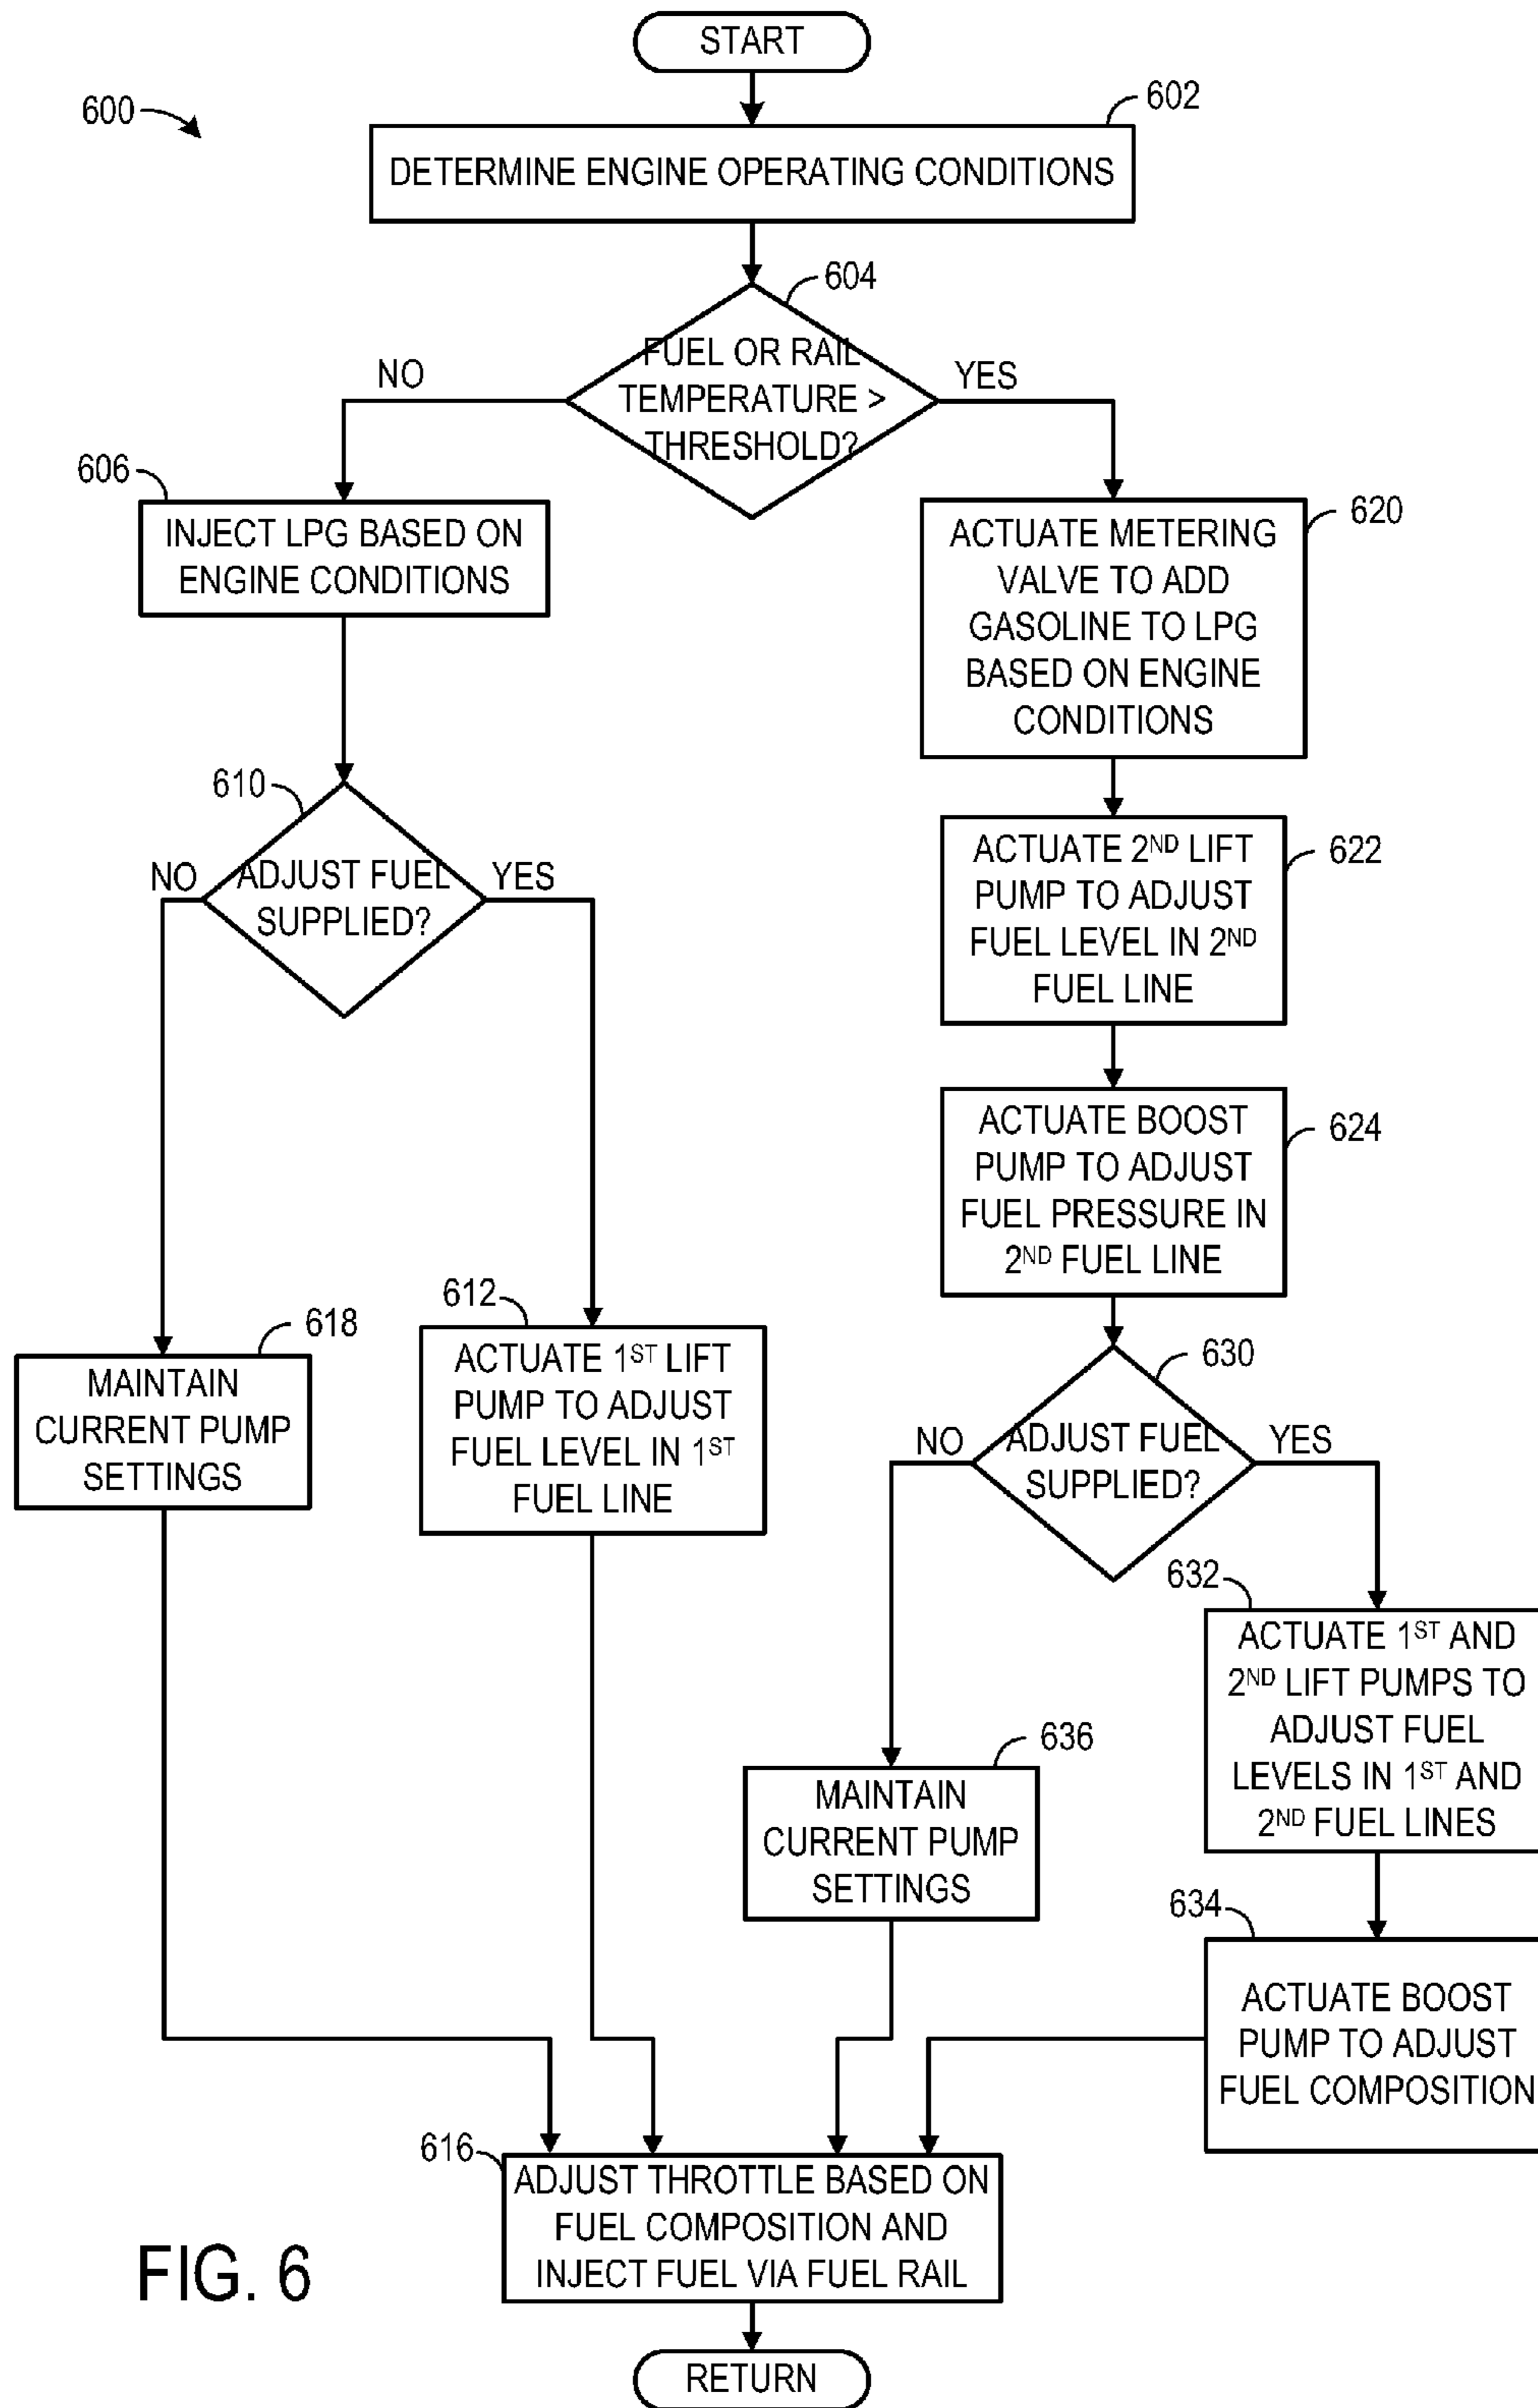 START
600
602
DETERMINE ENGINE OPERATING CONDITIONS
604
FUEL OR RAIL
TEMPERATURE >
THRESHOLD?
NO
YES
606
INJECT LPG BASED ON
ENGINE CONDITIONS
620
ACTUATE METERING
VALVE TO ADD
GASOLINE TO LPG
BASED ON ENGINE
CONDITIONS
610
ADJUST FUEL
SUPPLIED?
NO
YES
622
ACTUATE 2ND LIFT
PUMP TO ADJUST
FUEL LEVEL IN 2ND
FUEL LINE
624
ACTUATE BOOST
PUMP TO ADJUST
FUEL PRESSURE IN
2ND FUEL LINE
618
MAINTAIN
CURRENT PUMP
SETTINGS
612
ACTUATE 1ST LIFT
PUMP TO ADJUST
FUEL LEVEL IN 1ST
FUEL LINE
630
ADJUST FUEL
SUPPLIED?
NO
YES
632
ACTUATE 1ST AND
2ND LIFT PUMPS TO
ADJUST FUEL
LEVELS IN 1ST AND
2ND FUEL LINES
636
MAINTAIN
CURRENT PUMP
SETTINGS
634
ACTUATE BOOST
PUMP TO ADJUST
FUEL COMPOSITION
616
ADJUST THROTTLE BASED ON
FUEL COMPOSITION AND
INJECT FUEL VIA FUEL RAIL
FIG. 6
RETURN